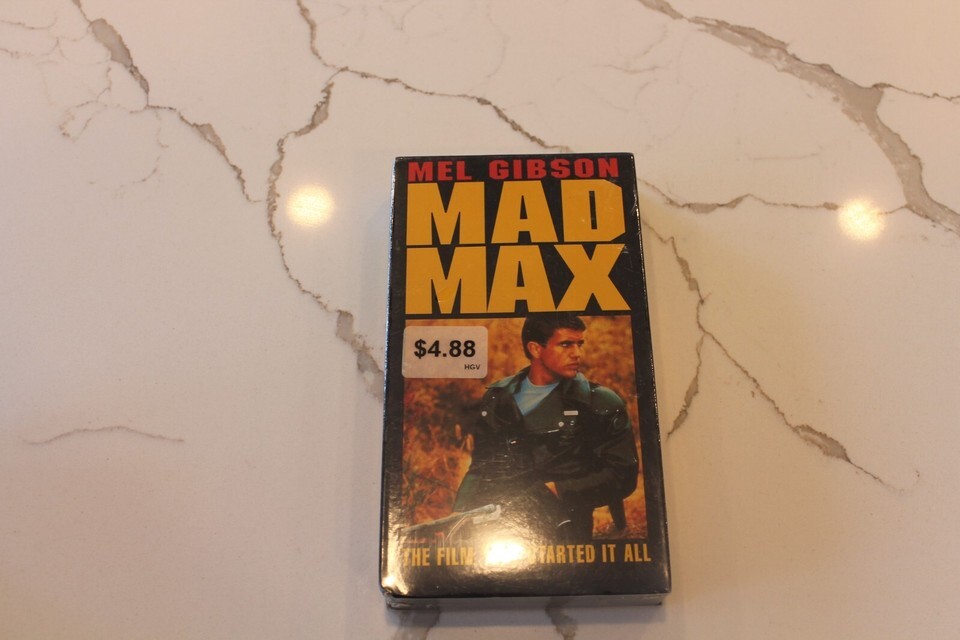 MEL GIBSON
MAD
MAX
$4.88
HGV
THE FILM STARTED IT ALL